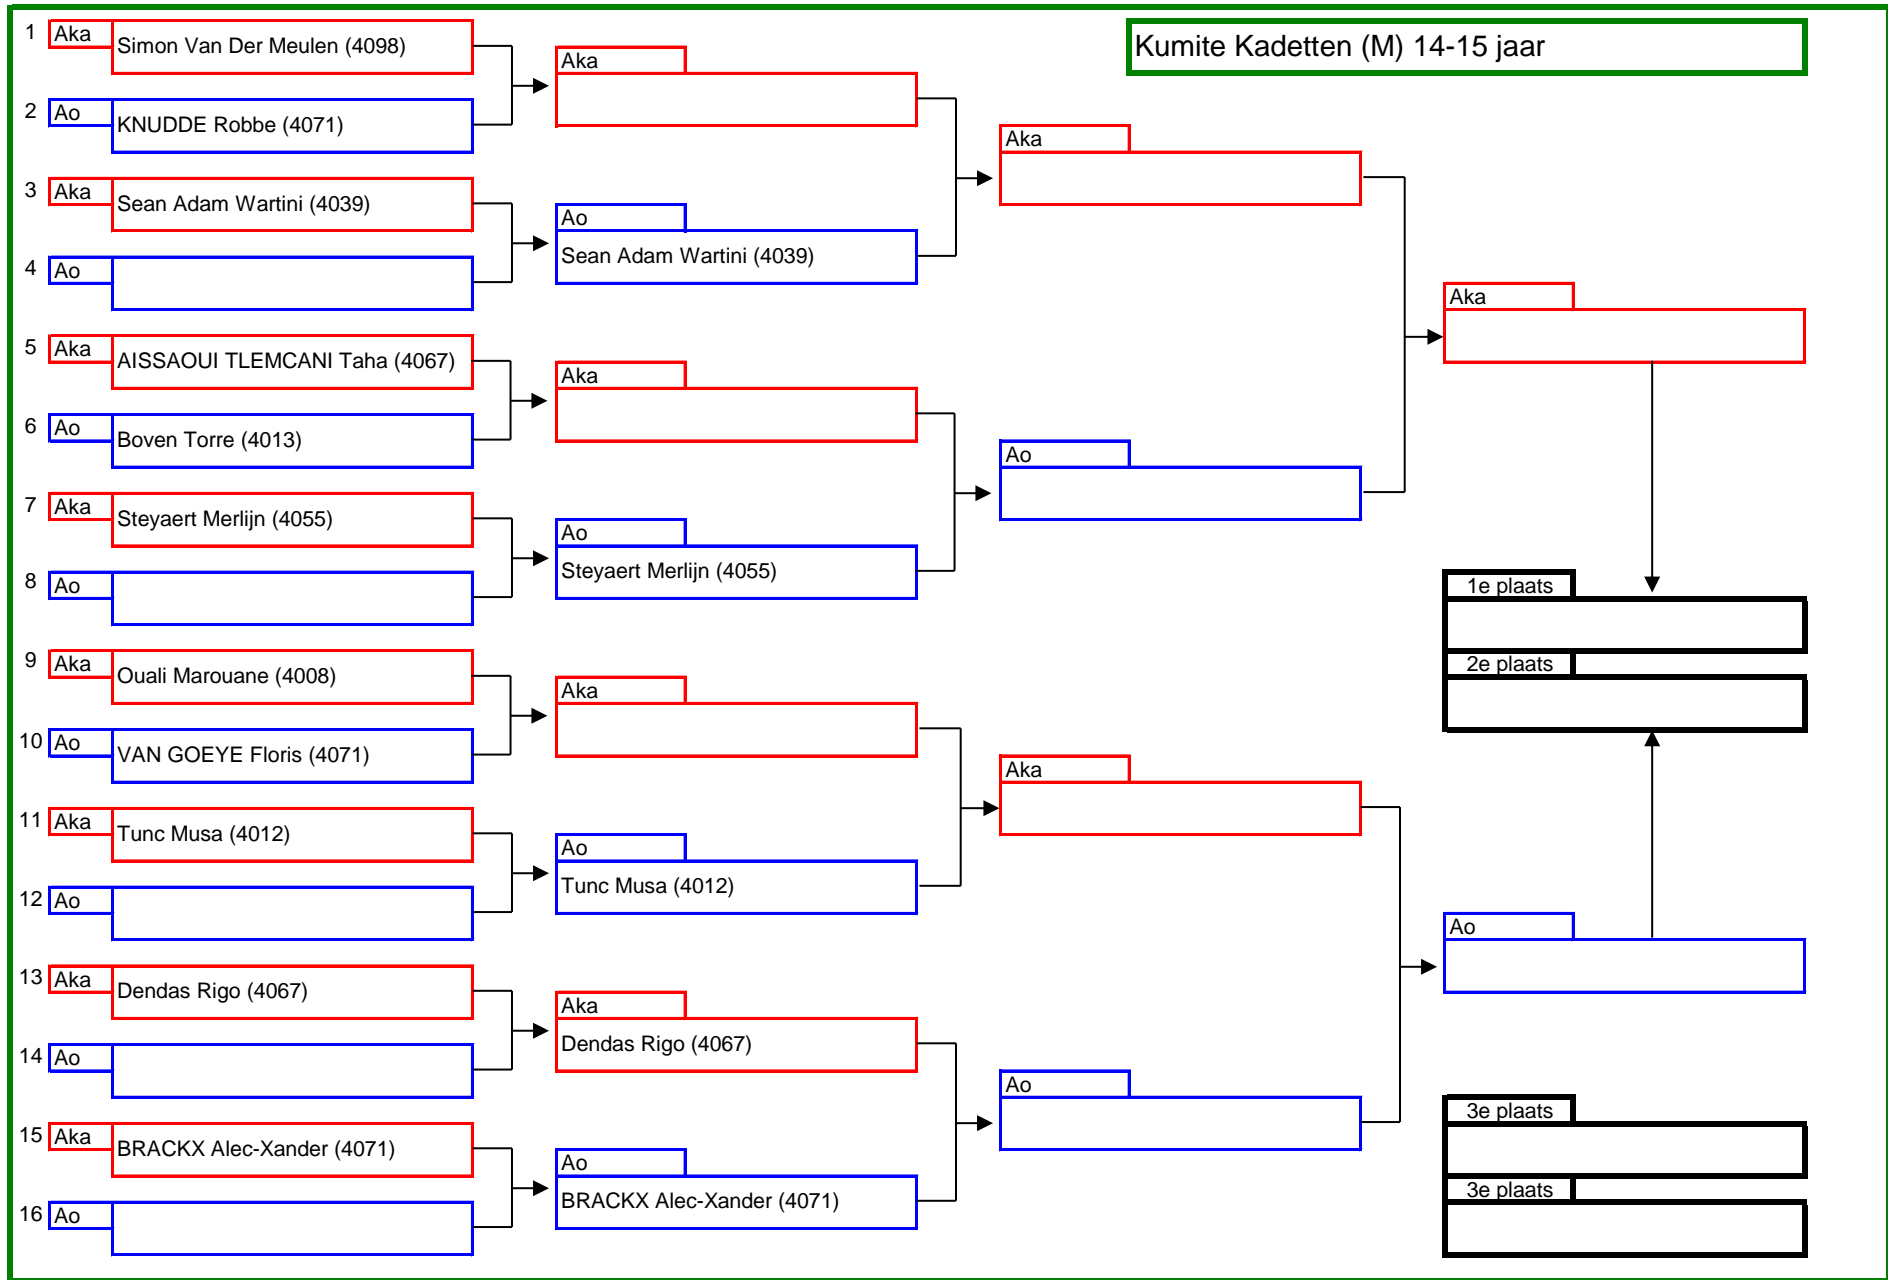 Kumite Kadetten (M) 14-15 jaar
1 Aka
Simon Van Der Meulen (4098)
2 Ao
KNUDDE Robbe (4071)
3 Aka
Sean Adam Wartini (4039)
4 Ao
5 Aka
AISSAOUI TLEMCANI Taha (4067)
6 Ao
Boven Torre (4013)
7 Aka
Steyaert Merlijn (4055)
8 Ao
9 Aka
Ouali Marouane (4008)
10 Ao
VAN GOEYE Floris (4071)
11 Aka
Tunc Musa (4012)
12 Ao
13 Aka
Dendas Rigo (4067)
14 Ao
15 Aka
BRACKX Alec-Xander (4071)
16 Ao
Aka
Ao
Sean Adam Wartini (4039)
Aka
Ao
Steyaert Merlijn (4055)
Aka
Ao
Tunc Musa (4012)
Aka
Dendas Rigo (4067)
Ao
BRACKX Alec-Xander (4071)
Aka
Ao
Aka
Ao
Aka
1e plaats
2e plaats
Ao
3e plaats
3e plaats